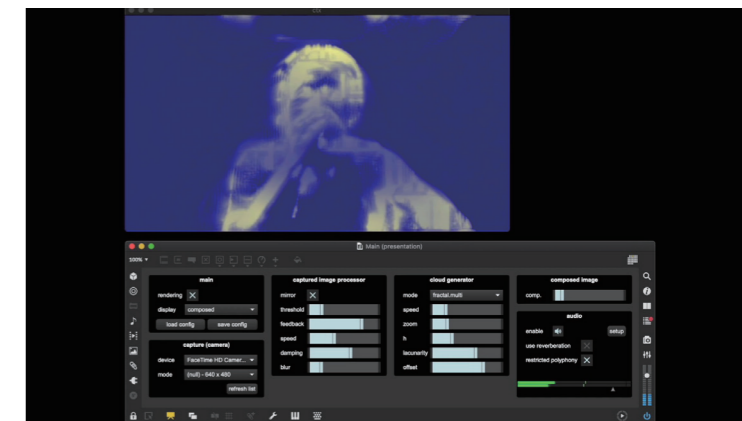 Main (presentation)
100%
main
rendering
display composed
load config save config
capture (camera)
device FaceTime HD Camer...
mode (null) - 640 x 480
refresh list
captured image processor
mirror
threshold
feedback
speed
damping
blur
cloud generator
mode fractal.multi
speed
zoom
h
lacunarity
offset
composed image
comp.
audio
enable setup
use reverberation
restricted polyphony